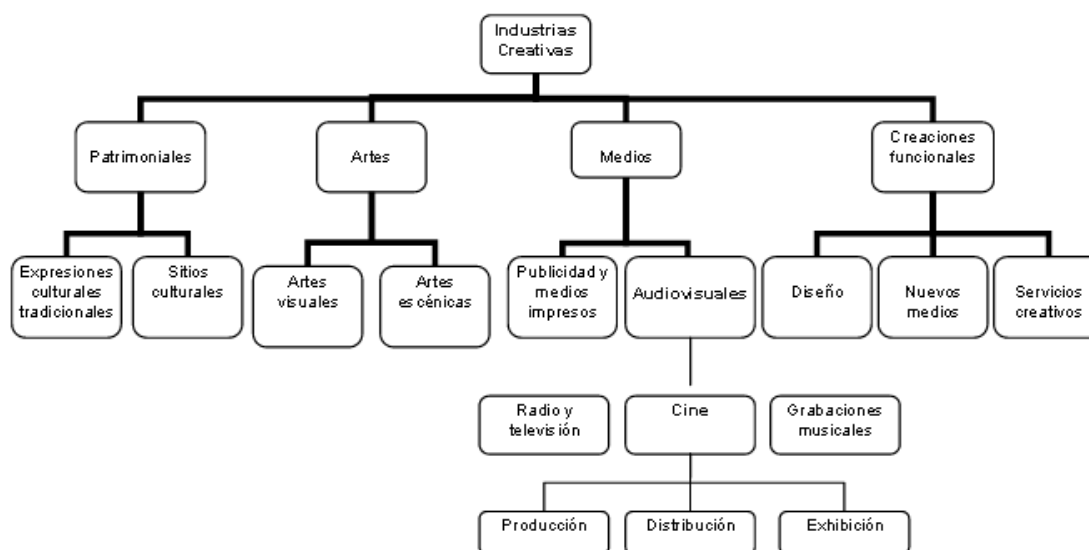 Industrias
Creativas
Patrimoniales
Artes
Medios
Creaciones
funcionales
Expresiones
culturales
tradicionales
Sitios
culturales
Artes
visuales
Artes
escénicas
Publicidad y
medios
impresos
Audiovisuales
Diseño
Nuevos
medios
Servicios
creativos
Radio y
televisión
Cine
Grabaciones
musicales
Producción
Distribución
Exhibición